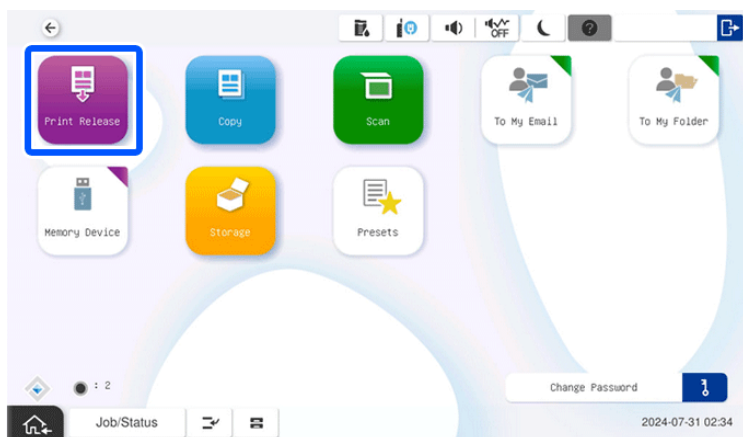 OFF
?
Print Release
Copy
Scan
To My Email
To My Folder
Memory Device
Storage
Presets
: 2
Change Password
Job/Status
2024-07-31 02:34